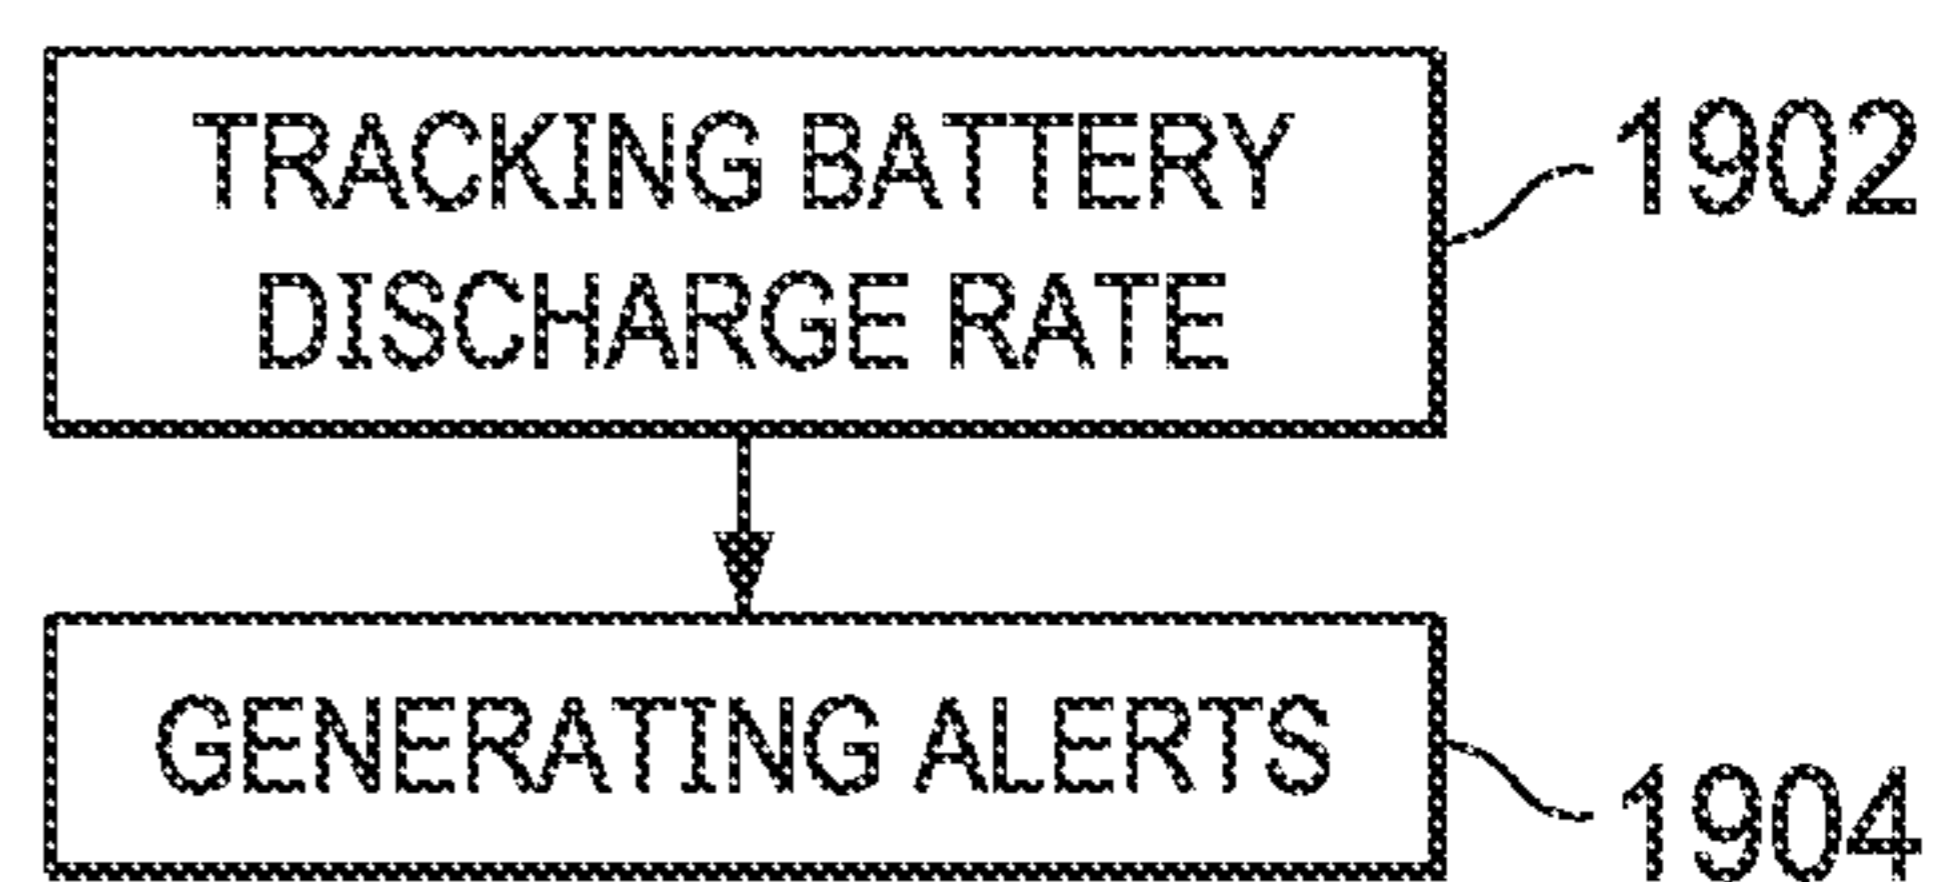 TRACKING BATTERY
DISCHARGE RATE
1902
GENERATING ALERTS
1904